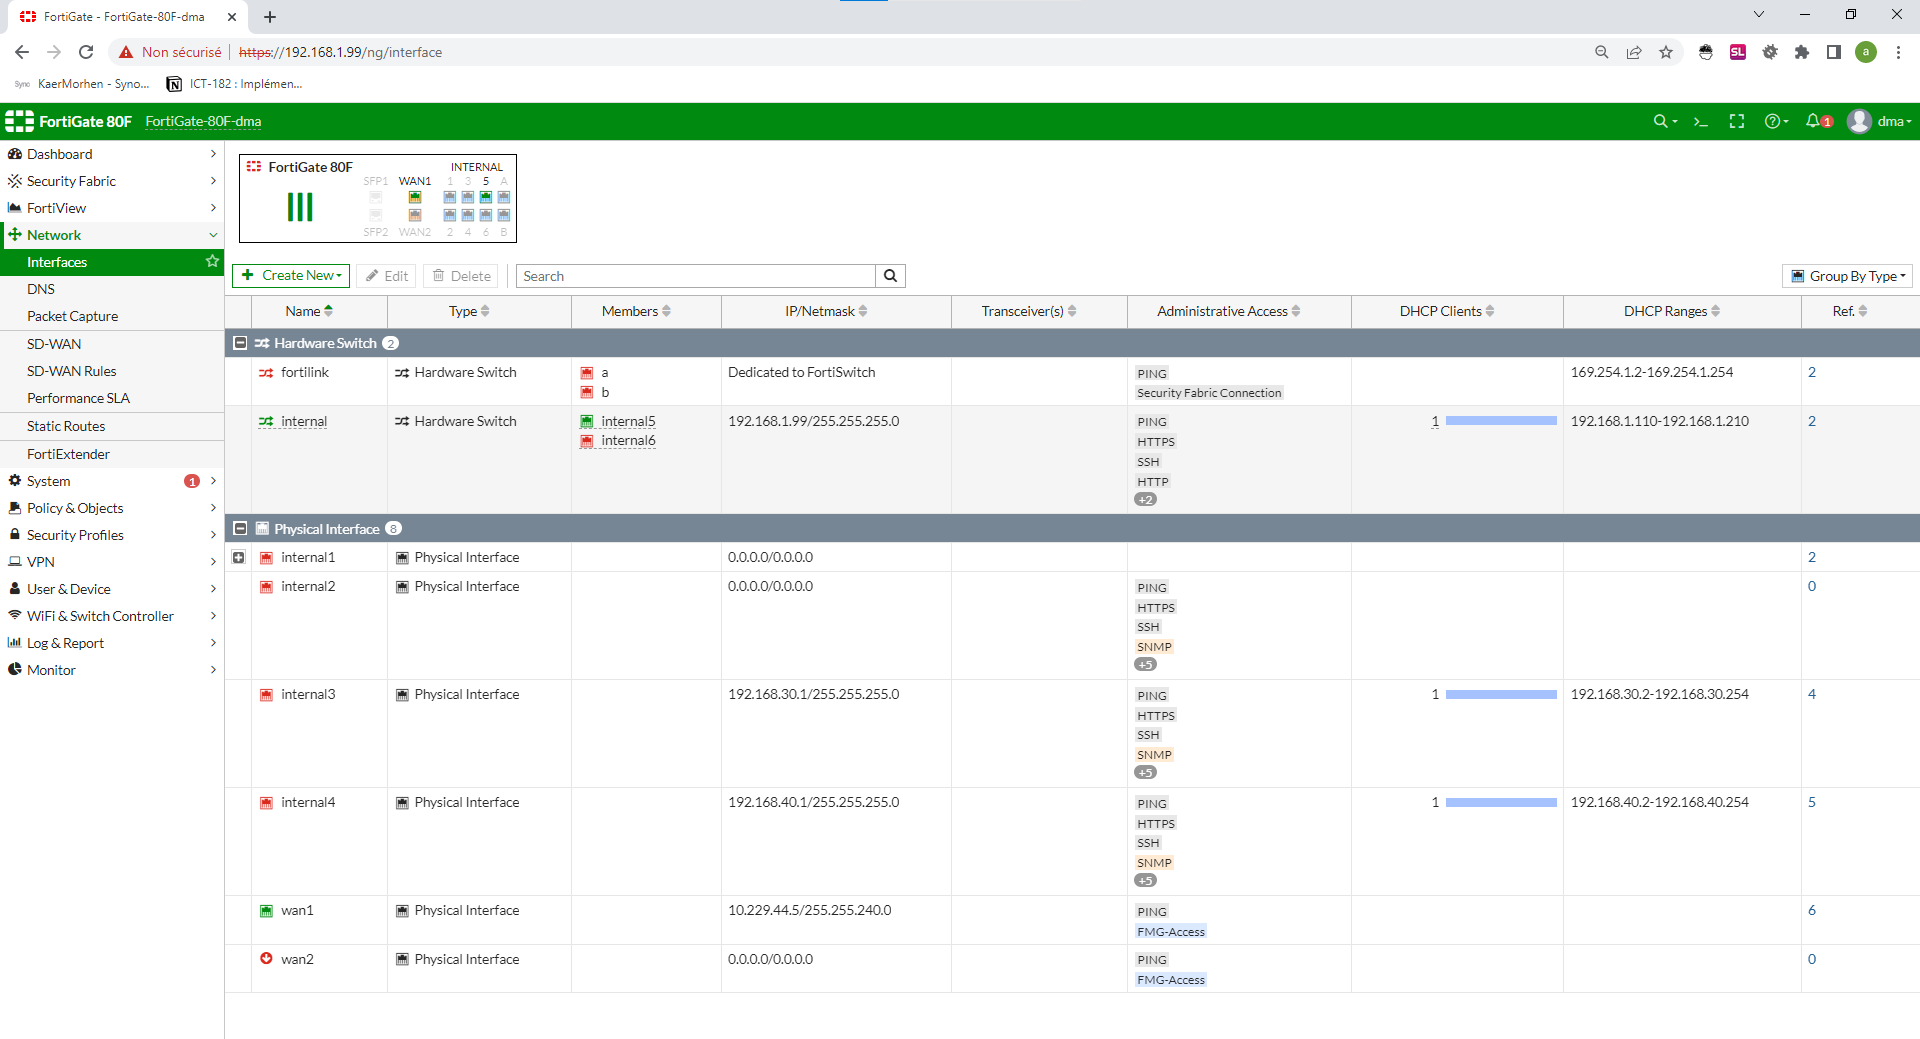 FortiGate - FortiGate-80F-dma
Non sécurisé https://192.168.1.99/ng/interface
SL
a
Sync KaerMorhen - Syno...
ICT-182 : Implémen...
FortiGate 80F FortiGate-80F-dma
1
dma
Dashboard
Security Fabric
FortiView
Network
Interfaces
DNS
Packet Capture
SD-WAN
SD-WAN Rules
Performance SLA
Static Routes
FortiExtender
System 1
Policy & Objects
Security Profiles
VPN
User & Device
WiFi & Switch Controller
Log & Report
Monitor
FortiGate 80F INTERNAL
SFP1 WAN1 1 3 5 A
SFP2 WAN2 2 4 6 B
Create New Edit Delete Search Group By Type
Name Type Members IP/Netmask Transceiver(s) Administrative Access DHCP Clients DHCP Ranges Ref.
Hardware Switch 2
fortilink Hardware Switch a Dedicated to FortiSwitch PING 169.254.1.2-169.254.1.254 2
b Security Fabric Connection
internal Hardware Switch internal5 192.168.1.99/255.255.255.0 PING 1 192.168.1.110-192.168.1.210 2
internal6 HTTPS
SSH
HTTP
+2
Physical Interface 8
internal1 Physical Interface 0.0.0.0/0.0.0.0 2
internal2 Physical Interface 0.0.0.0/0.0.0.0 PING 0
HTTPS
SSH
SNMP
+5
internal3 Physical Interface 192.168.30.1/255.255.255.0 PING 1 192.168.30.2-192.168.30.254 4
HTTPS
SSH
SNMP
+5
internal4 Physical Interface 192.168.40.1/255.255.255.0 PING 1 192.168.40.2-192.168.40.254 5
HTTPS
SSH
SNMP
+5
wan1 Physical Interface 10.229.44.5/255.255.240.0 PING 6
FMG-Access
wan2 Physical Interface 0.0.0.0/0.0.0.0 PING 0
FMG-Access